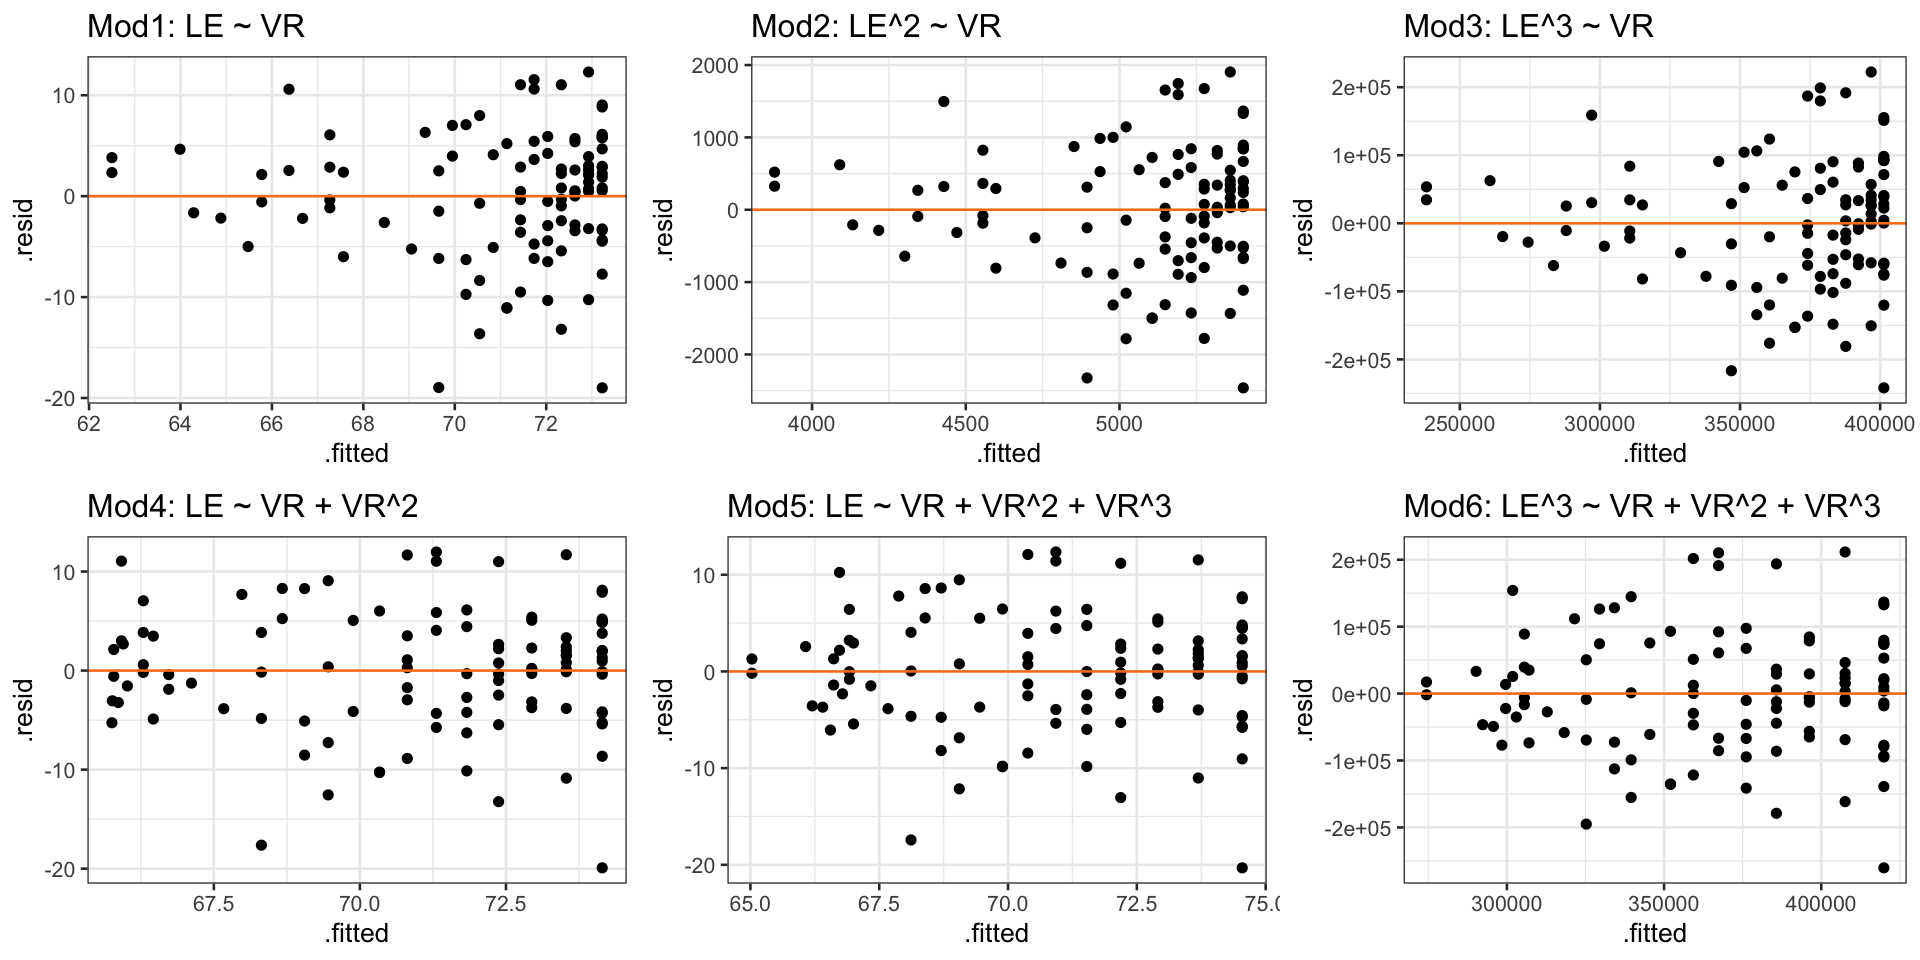 Mod1: LE ~ VR
.resid
10
0
-10
-20
62 64 66 68 70 72
.fitted
Mod2: LE^2 ~ VR
.resid
2000
1000
0
-1000
-2000
4000 4500 5000
.fitted
Mod3: LE^3 ~ VR
.resid
2e+05
1e+05
0e+00
-1e+05
-2e+05
250000 300000 350000 400000
.fitted
Mod4: LE ~ VR + VR^2
.resid
10
0
-10
-20
67.5 70.0 72.5
.fitted
Mod5: LE ~ VR + VR^2 + VR^3
.resid
10
0
-10
-20
65.0 67.5 70.0 72.5 75.0
.fitted
Mod6: LE^3 ~ VR + VR^2 + VR^3
.resid
2e+05
1e+05
0e+00
-1e+05
-2e+05
300000 350000 400000
.fitted